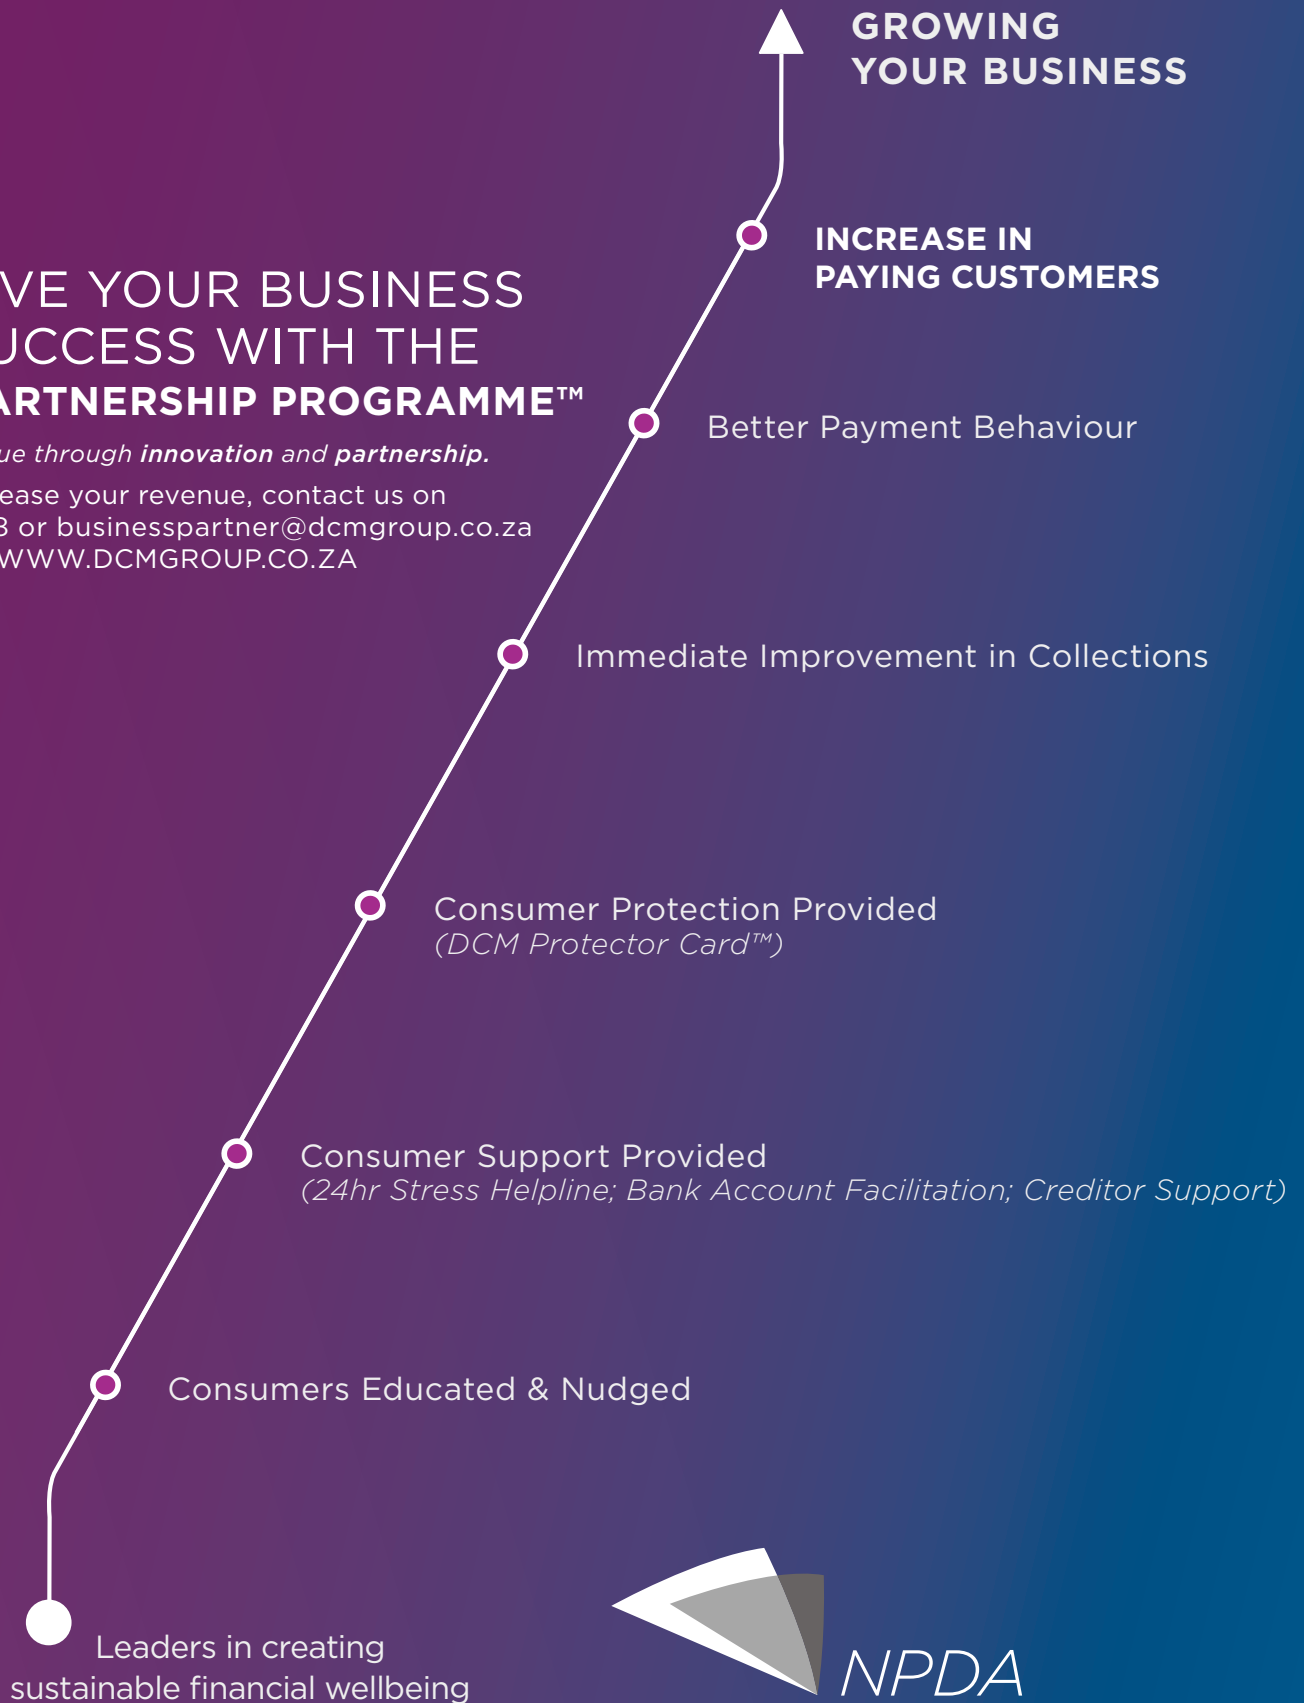 GROWING
YOUR BUSINESS
INCREASE IN
PAYING CUSTOMERS
VE YOUR BUSINESS
UCCESS WITH THE
ARTNERSHIP PROGRAMME™
ue through innovation and partnership.
ease your revenue, contact us on
3 or businesspartner@dcmgroup.co.za
WWW.DCMGROUP.CO.ZA
Better Payment Behaviour
Immediate Improvement in Collections
Consumer Protection Provided
(DCM Protector Card™)
Consumer Support Provided
(24hr Stress Helpline; Bank Account Facilitation; Creditor Support)
Consumers Educated & Nudged
Leaders in creating
sustainable financial wellbeing
NPDA